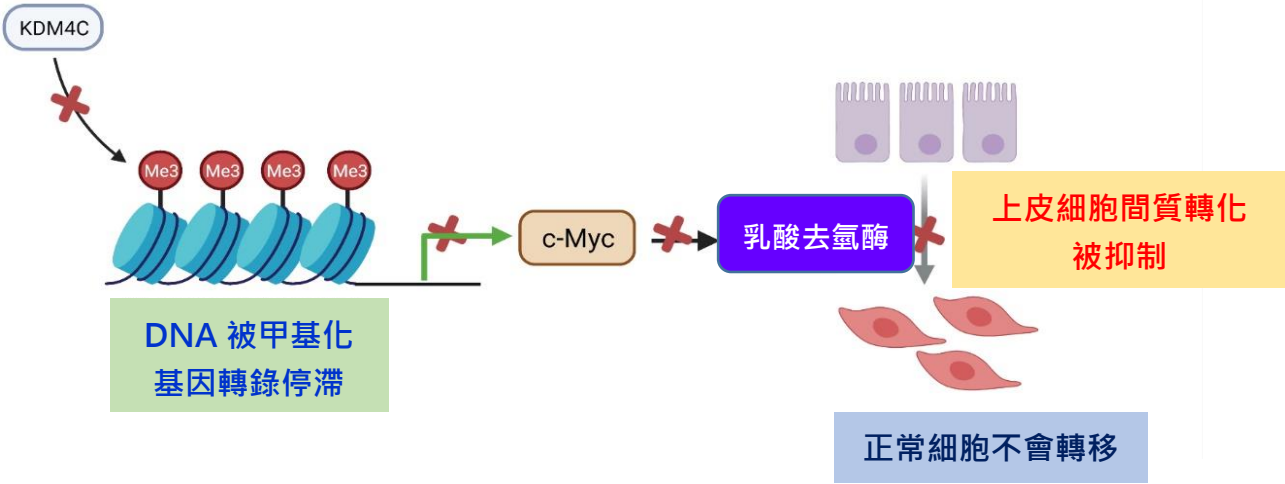 KDM4C
Me3 Me3 Me3 Me3
c-Myc
乳酸去氫酶
上皮細胞間質轉化
被抑制
DNA 被甲基化
基因轉錄停滯
正常細胞不會轉移